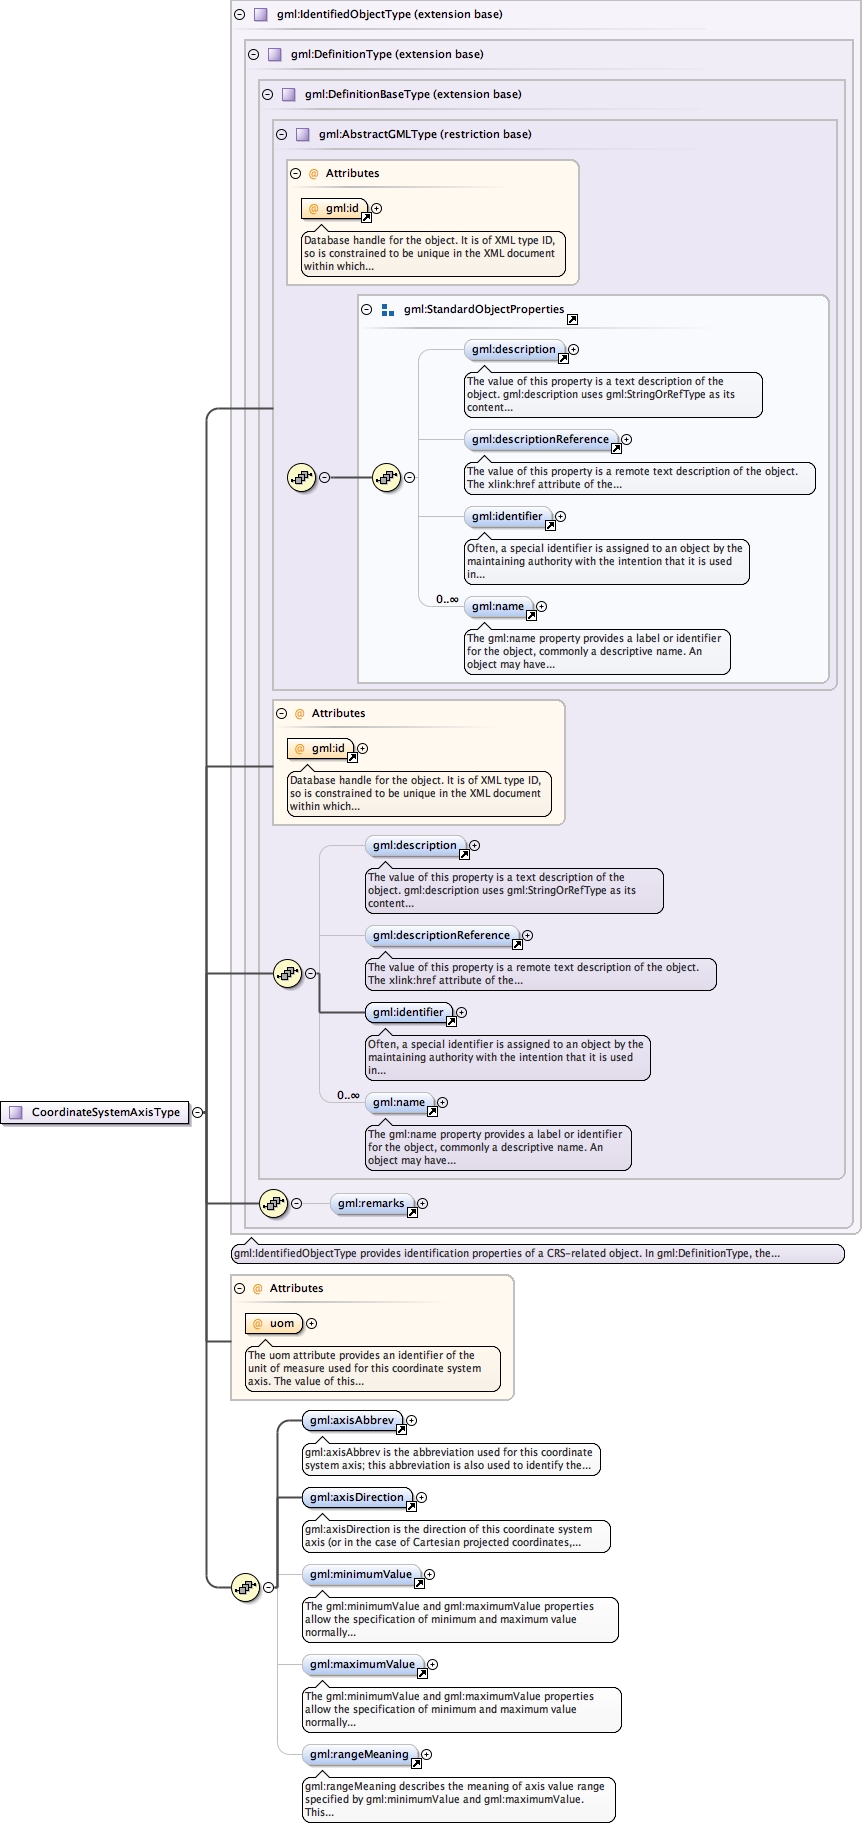 gml:IdentifiedObjectType (extension base)
gml:DefinitionType (extension base)
gml:DefinitionBaseType (extension base)
gml:AbstractGMLType (restriction base)
@ Attributes
@ gml:id
Database handle for the object. It is of XML type ID,
so is constrained to be unique in the XML document
within which...
gml:StandardObjectProperties
gml:description
The value of this property is a text description of the
object. gml:description uses gml:StringOrRefType as its
content...
gml:descriptionReference
The value of this property is a remote text description of the object.
The xlink:href attribute of the...
gml:identifier
Often, a special identifier is assigned to an object by the
maintaining authority with the intention that it is used
in...
0..∞
gml:name
The gml:name property provides a label or identifier
for the object, commonly a descriptive name. An
object may have...
@ Attributes
@ gml:id
Database handle for the object. It is of XML type ID,
so is constrained to be unique in the XML document
within which...
gml:description
The value of this property is a text description of the
object. gml:description uses gml:StringOrRefType as its
content...
gml:descriptionReference
The value of this property is a remote text description of the object.
The xlink:href attribute of the...
gml:identifier
Often, a special identifier is assigned to an object by the
maintaining authority with the intention that it is used
in...
0..∞
gml:name
The gml:name property provides a label or identifier
for the object, commonly a descriptive name. An
object may have...
CoordinateSystemAxisType
gml:remarks
gml:IdentifiedObjectType provides identification properties of a CRS-related object. In gml:DefinitionType, the...
@ Attributes
@ uom
The uom attribute provides an identifier of the
unit of measure used for this coordinate system
axis. The value of this...
gml:axisAbbrev
gml:axisAbbrev is the abbreviation used for this coordinate
system axis; this abbreviation is also used to identify the...
gml:axisDirection
gml:axisDirection is the direction of this coordinate system
axis (or in the case of Cartesian projected coordinates,...
gml:minimumValue
The gml:minimumValue and gml:maximumValue properties
allow the specification of minimum and maximum value
normally...
gml:maximumValue
The gml:minimumValue and gml:maximumValue properties
allow the specification of minimum and maximum value
normally...
gml:rangeMeaning
gml:rangeMeaning describes the meaning of axis value range
specified by gml:minimumValue and gml:maximumValue.
This...